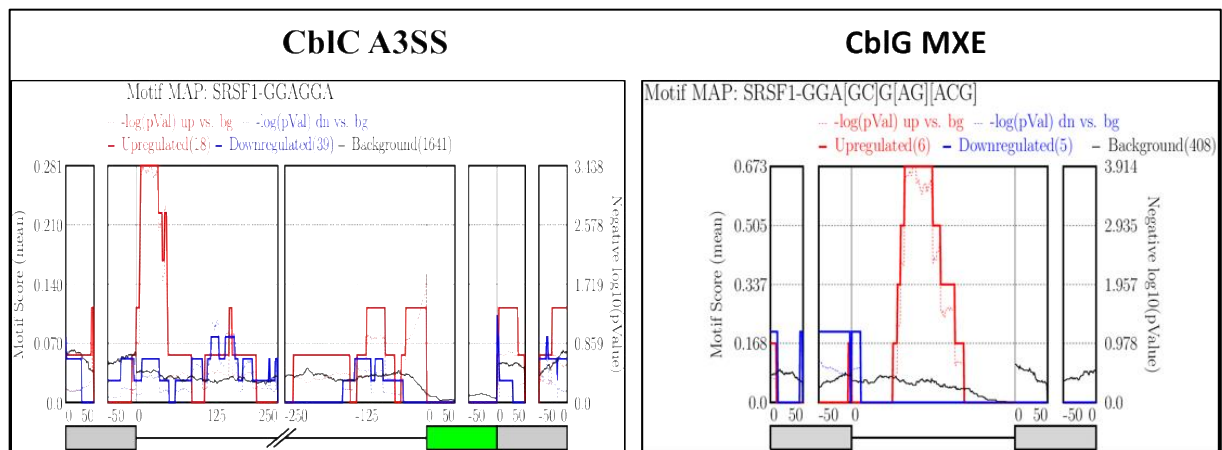 CblC A3SS
Motif MAP: SRSF1-GGAGGA
-log(pVal) up vs. bg -log(pVal) dn vs. bg
Upregulated(18) Downregulated(39) Background(1641)
Motif Score (mean)
0.281
0.210
0.140
0.070
0.0
3.138
2.578
1.719
0.859
0.0
Negative log10(pValue)
0 50 -50 0 125 250 -250 -125 0 50 -50 0 -50 0
CblG MXE
Motif MAP: SRSF1-GGA[GC]G[AG][ACG]
-log(pVal) up vs. bg -log(pVal) dn vs. bg
Upregulated(6) Downregulated(5) Background(408)
Motif Score (mean)
0.673
0.505
0.337
0.168
0.0
3.914
2.935
1.957
0.978
0.0
Negative log10(pValue)
0 50 -50 0 0 50 -50 0